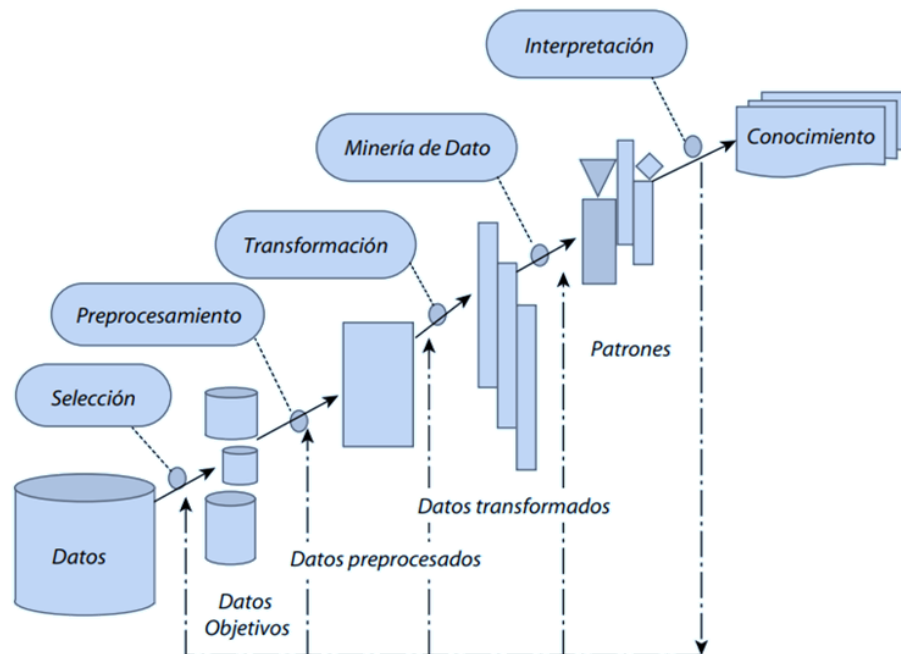 Interpretación
Conocimiento
Minería de Dato
Transformación
Preprocesamiento
Patrones
Selección
Datos transformados
Datos
Datos preprocesados
Datos
Objetivos